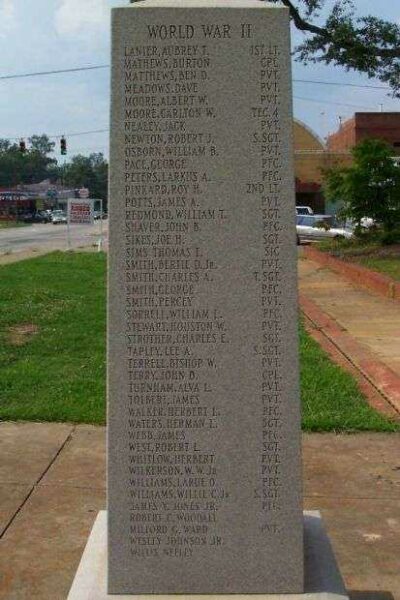 WORLD WAR II
LANIER, AUBREY T. 1ST LT.
MATHEWS, BURTON CPL.
MATTHEWS, BEN D. PVT.
MEADOWS, DAVE PVT.
MOORE, ALBERT W. PVT.
MOORE, CARLTON W. TEC. 4
NEALEY, JACK PVT.
NEWTON, ROBERT J. S. SGT.
OSBORN, WILLIAM B. PVT.
PACE, GEORGE PFC.
PETERS, LARKUS A. PFC.
PINKARD, ROY H. 2ND LT.
POTTS, JAMES A. PVT.
REDMOND, WILLIAM T. SGT.
SHAVER, JOHN B. PFC.
SIKES, JOE H. SGT.
SIMS THOMAS T. SIC
SMITH, BERTIE D. JR. PVT.
SMITH, CHARLES A. T. SGT.
SMITH, GEORGE PFC.
SMITH, PERCEY PVT.
SORRELL, WILLIAM L. PFC.
STEWART, HOUSTON W. PVT.
STROTHER, CHARLES E. SGT.
TAPLEY, LEE A. S. SGT.
TERRELL, BISHOP W. PVT.
TERRY, JOHN D. CPL.
TURNHAM, ALVA L. PVT.
TOLBERT, JAMES PVT.
WALKER, HERBERT L. PFC.
WATERS, HERMAN L. SGT.
WEBB, JAMES PFC.
WEST, ROBERT L. SGT.
WHITLOW, HERBERT PVT.
WILKERSON, W. W. JR. PVT.
WILLIAMS, LARUE O. PFC.
WILLIAMS, WILLIE C. JR. S. SGT.
JAMES V. JONES JR. PFC.
ROBERT C. WOODALL
MILFORD G. WARD PVT.
WESLEY JOHNSON JR.
WILLIS NEELEY